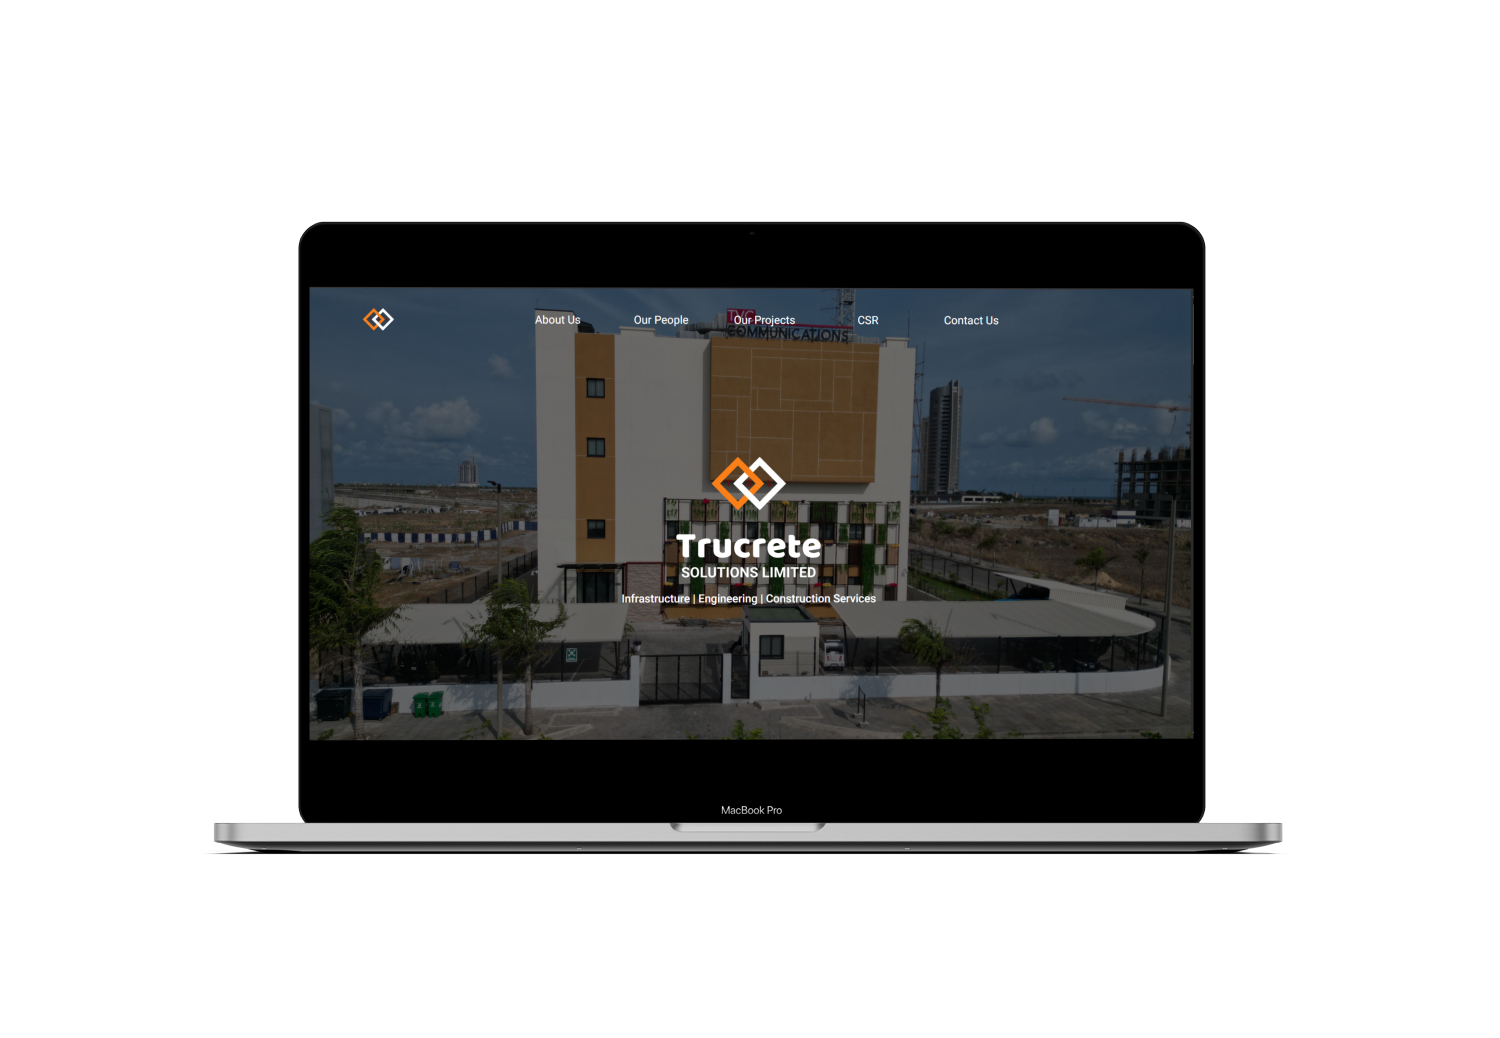 About Us
Our People
Our Projects
CSR
Contact Us
COMMUNICATIONS
Trucrete
SOLUTIONS LIMITED
Infrastructure | Engineering | Construction Services
MacBook Pro